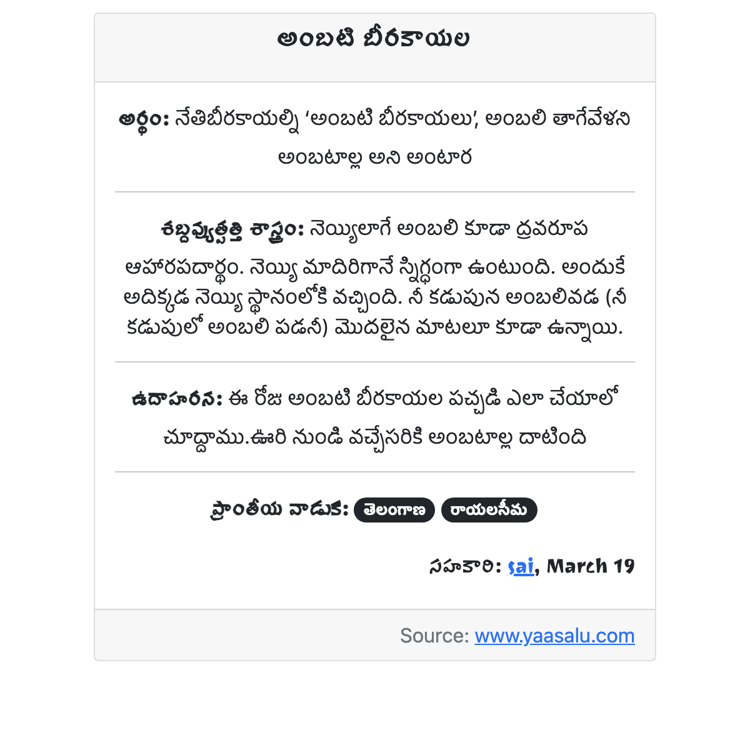 అంబటి బీరకాయల
అర్థం: నేతిబీరకాయల్ని ‘అంబటి బీరకాయలు’, అంబలి తాగేవేళని
అంబటాల్ల అని అంటార
శబ్దవ్యుత్పత్తి శాస్త్రం: నెయ్యిలాగే అంబలి కూడా ద్రవరూప
ఆహారపదార్థం. నెయ్యి మాదిరిగానే స్నిగ్ధంగా ఉంటుంది. అందుకే
అదిక్కడ నెయ్యి స్థానంలోకి వచ్చింది. నీ కడుపున అంబలివడ (నీ
కడుపులో అంబలి పడనీ) మొదలైన మాటలూ కూడా ఉన్నాయి.
ఉదాహరన: ఈ రోజు అంబటి బీరకాయల పచ్చడి ఎలా చేయాలో
చూద్దాము.ఊరి నుండి వచ్చేసరికి అంబటాల్ల దాటింది
ప్రాంతీయ వాడుక: తెలంగాణ రాయలసీమ
సహకారి: sai, March 19
Source: www.yaasalu.com